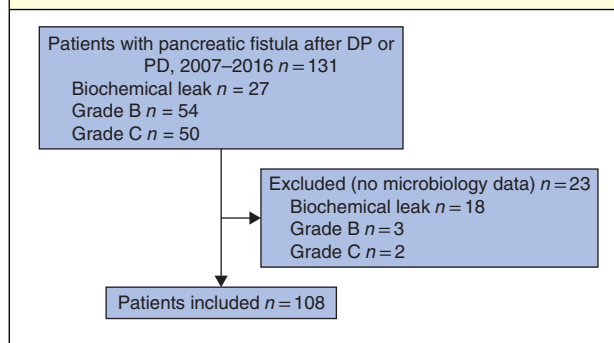 Patients with pancreatic fistula after DP or
PD, 2007–2016 n = 131
Biochemical leak n = 27
Grade B n = 54
Grade C n = 50
Excluded (no microbiology data) n = 23
Biochemical leak n = 18
Grade B n = 3
Grade C n = 2
Patients included n = 108